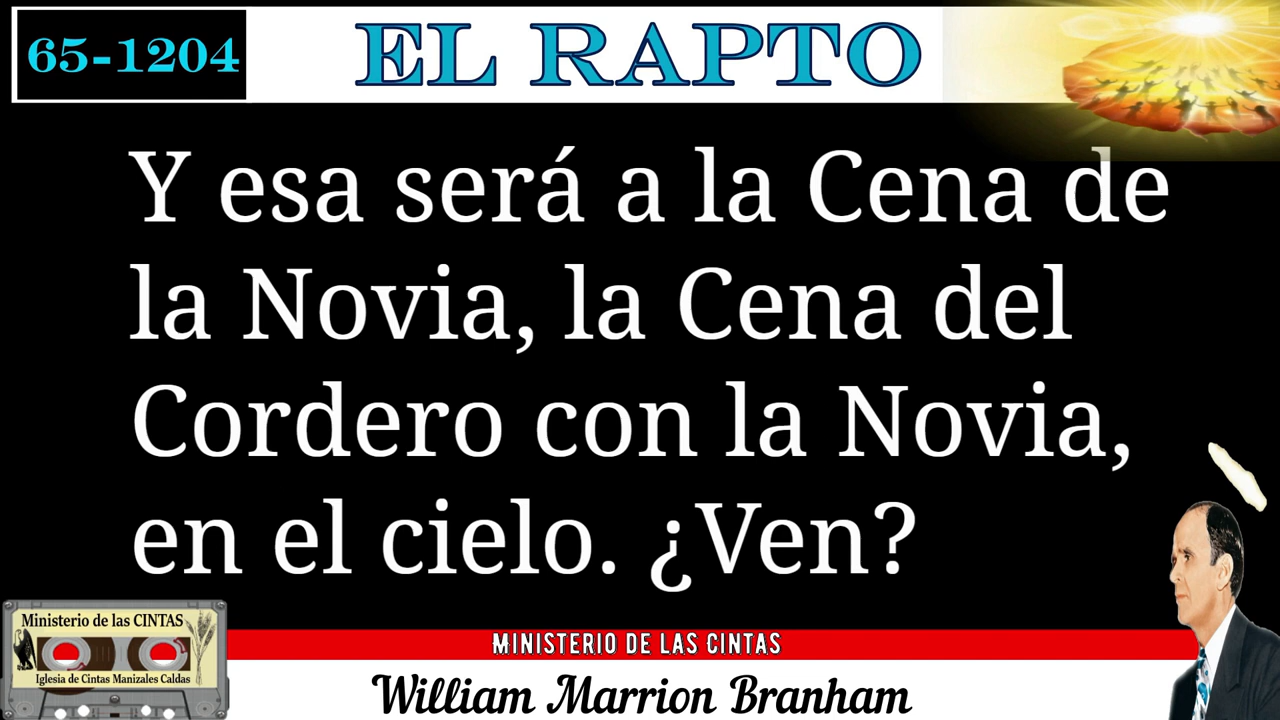 65-1204
EL RAPTO
Y esa será a la Cena de
la Novia, la Cena del
Cordero con la Novia,
en el cielo. ¿Ven?
Ministerio de las CINTAS
Iglesia de Cintas Manizales Caldas
MINISTERIO DE LAS CINTAS
William Marrion Branham